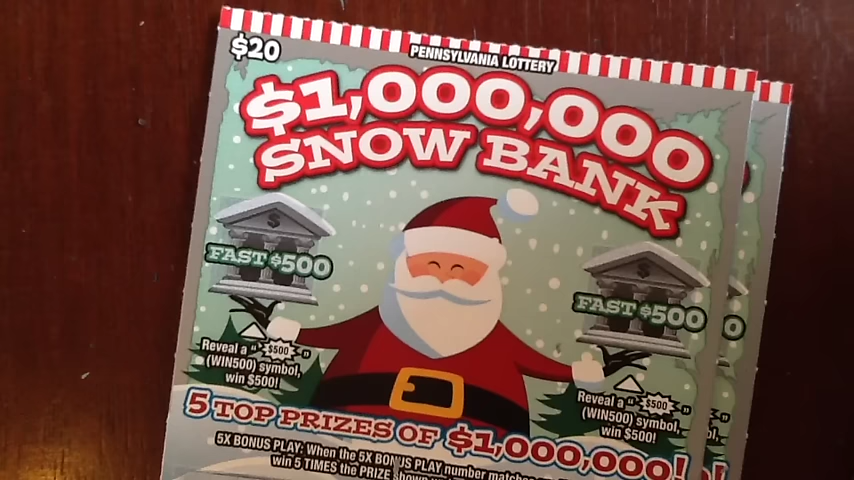 $20
PENNSYLVANIA LOTTERY
$1,000,000
SNOW BANK
$
FAST $500
$
FAST $500
Reveal a "$500"
(WIN500) symbol,
win $500!
Reveal a "$500"
(WIN500) symbol,
win $500!
5 TOP PRIZES OF $1,000,000!
5X BONUS PLAY: When the 5X BONUS PLAY number matches
win 5 TIMES the PRIZE